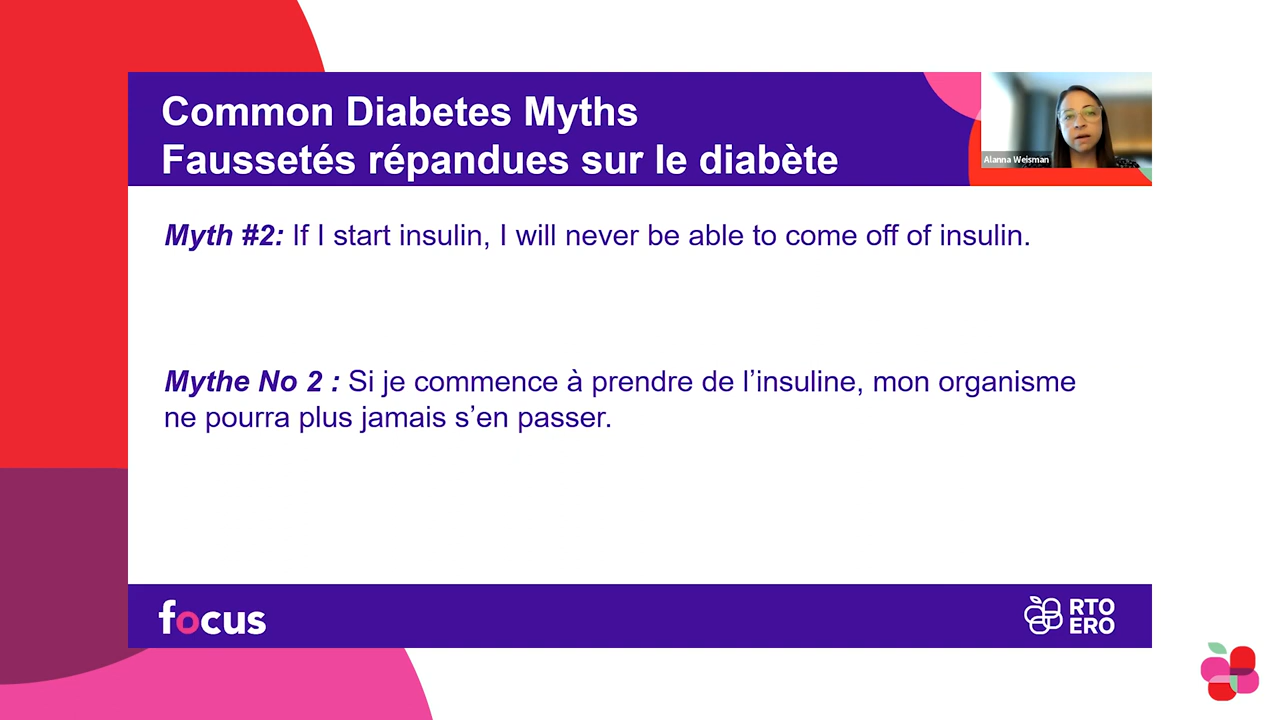 Common Diabetes Myths
Faussetés répandues sur le diabète
Alanna Weisman
Myth #2: If I start insulin, I will never be able to come off of insulin.
Mythe No 2 : Si je commence à prendre de l’insuline, mon organisme
ne pourra plus jamais s’en passer.
focus
RTO
ERO